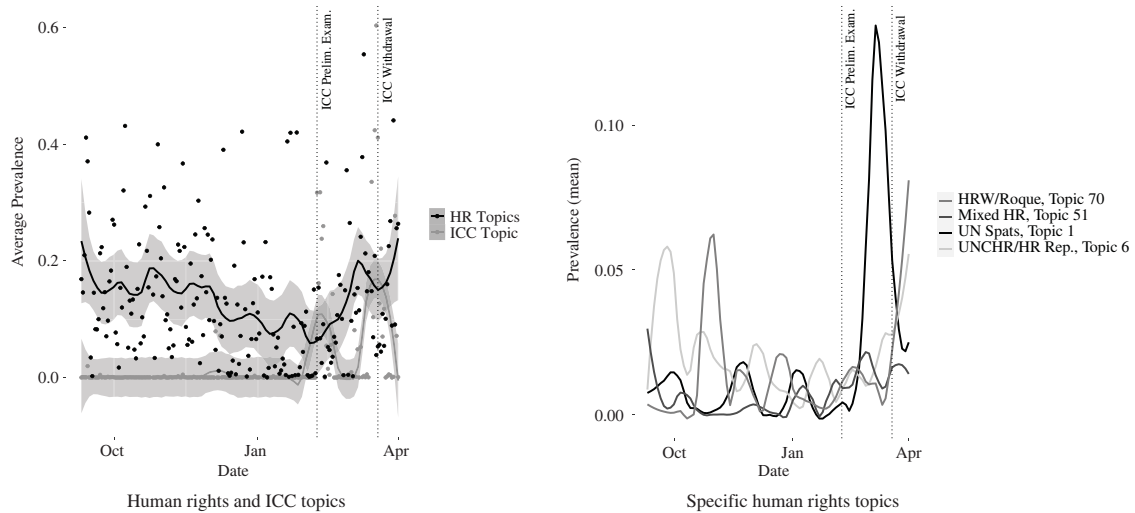 0.6
0.4
0.2
0.0
Average Prevalence
ICC Prelim. Exam.
ICC Withdrawal
Oct
Jan
Apr
Date
HR Topics
ICC Topic
Human rights and ICC topics
0.10
0.05
0.00
Prevalence (mean)
ICC Prelim. Exam.
ICC Withdrawal
Oct
Jan
Apr
Date
HRW/Roque, Topic 70
Mixed HR, Topic 51
UN Spats, Topic 1
UNCHR/HR Rep., Topic 6
Specific human rights topics